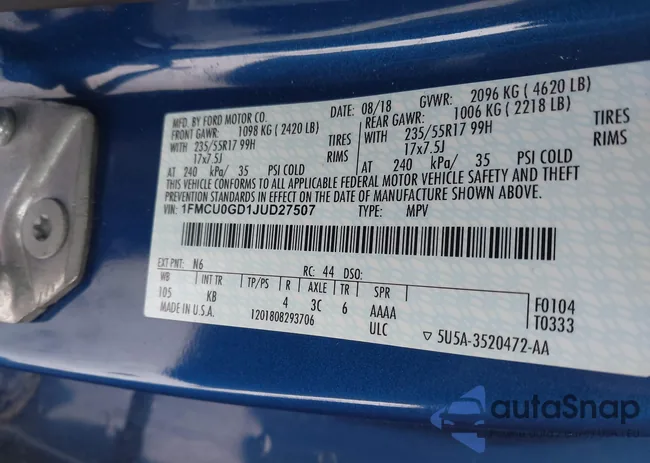 MFD. BY FORD MOTOR CO.
DATE: 08/18 GVWR: 2096 KG ( 4620 LB)
FRONT GAWR: 1098 KG ( 2420 LB)
REAR GAWR: 1006 KG ( 2218 LB)
WITH 235/55R17 99H TIRES
17x7.5J RIMS
WITH 235/55R17 99H TIRES
17x7.5J RIMS
AT 240 kPa/ 35 PSI COLD
AT 240 kPa/ 35 PSI COLD
THIS VEHICLE CONFORMS TO ALL APPLICABLE FEDERAL MOTOR VEHICLE SAFETY AND THEFT
PREVENTION STANDARDS IN EFFECT ON THE DATE OF MANUFACTURE SHOWN ABOVE.
VIN: 1FMCU0GD1JUD27507 TYPE: MPV
EXT PNT: N6 RC: 44 DSO:
WB TP/PS R AXLE TR SPR
105 KB 4 3C 6 AAAA
MADE IN U.S.A. 1201808293706 ULC
F0104
T0333
5U5A-3520472-AA
autoSnap